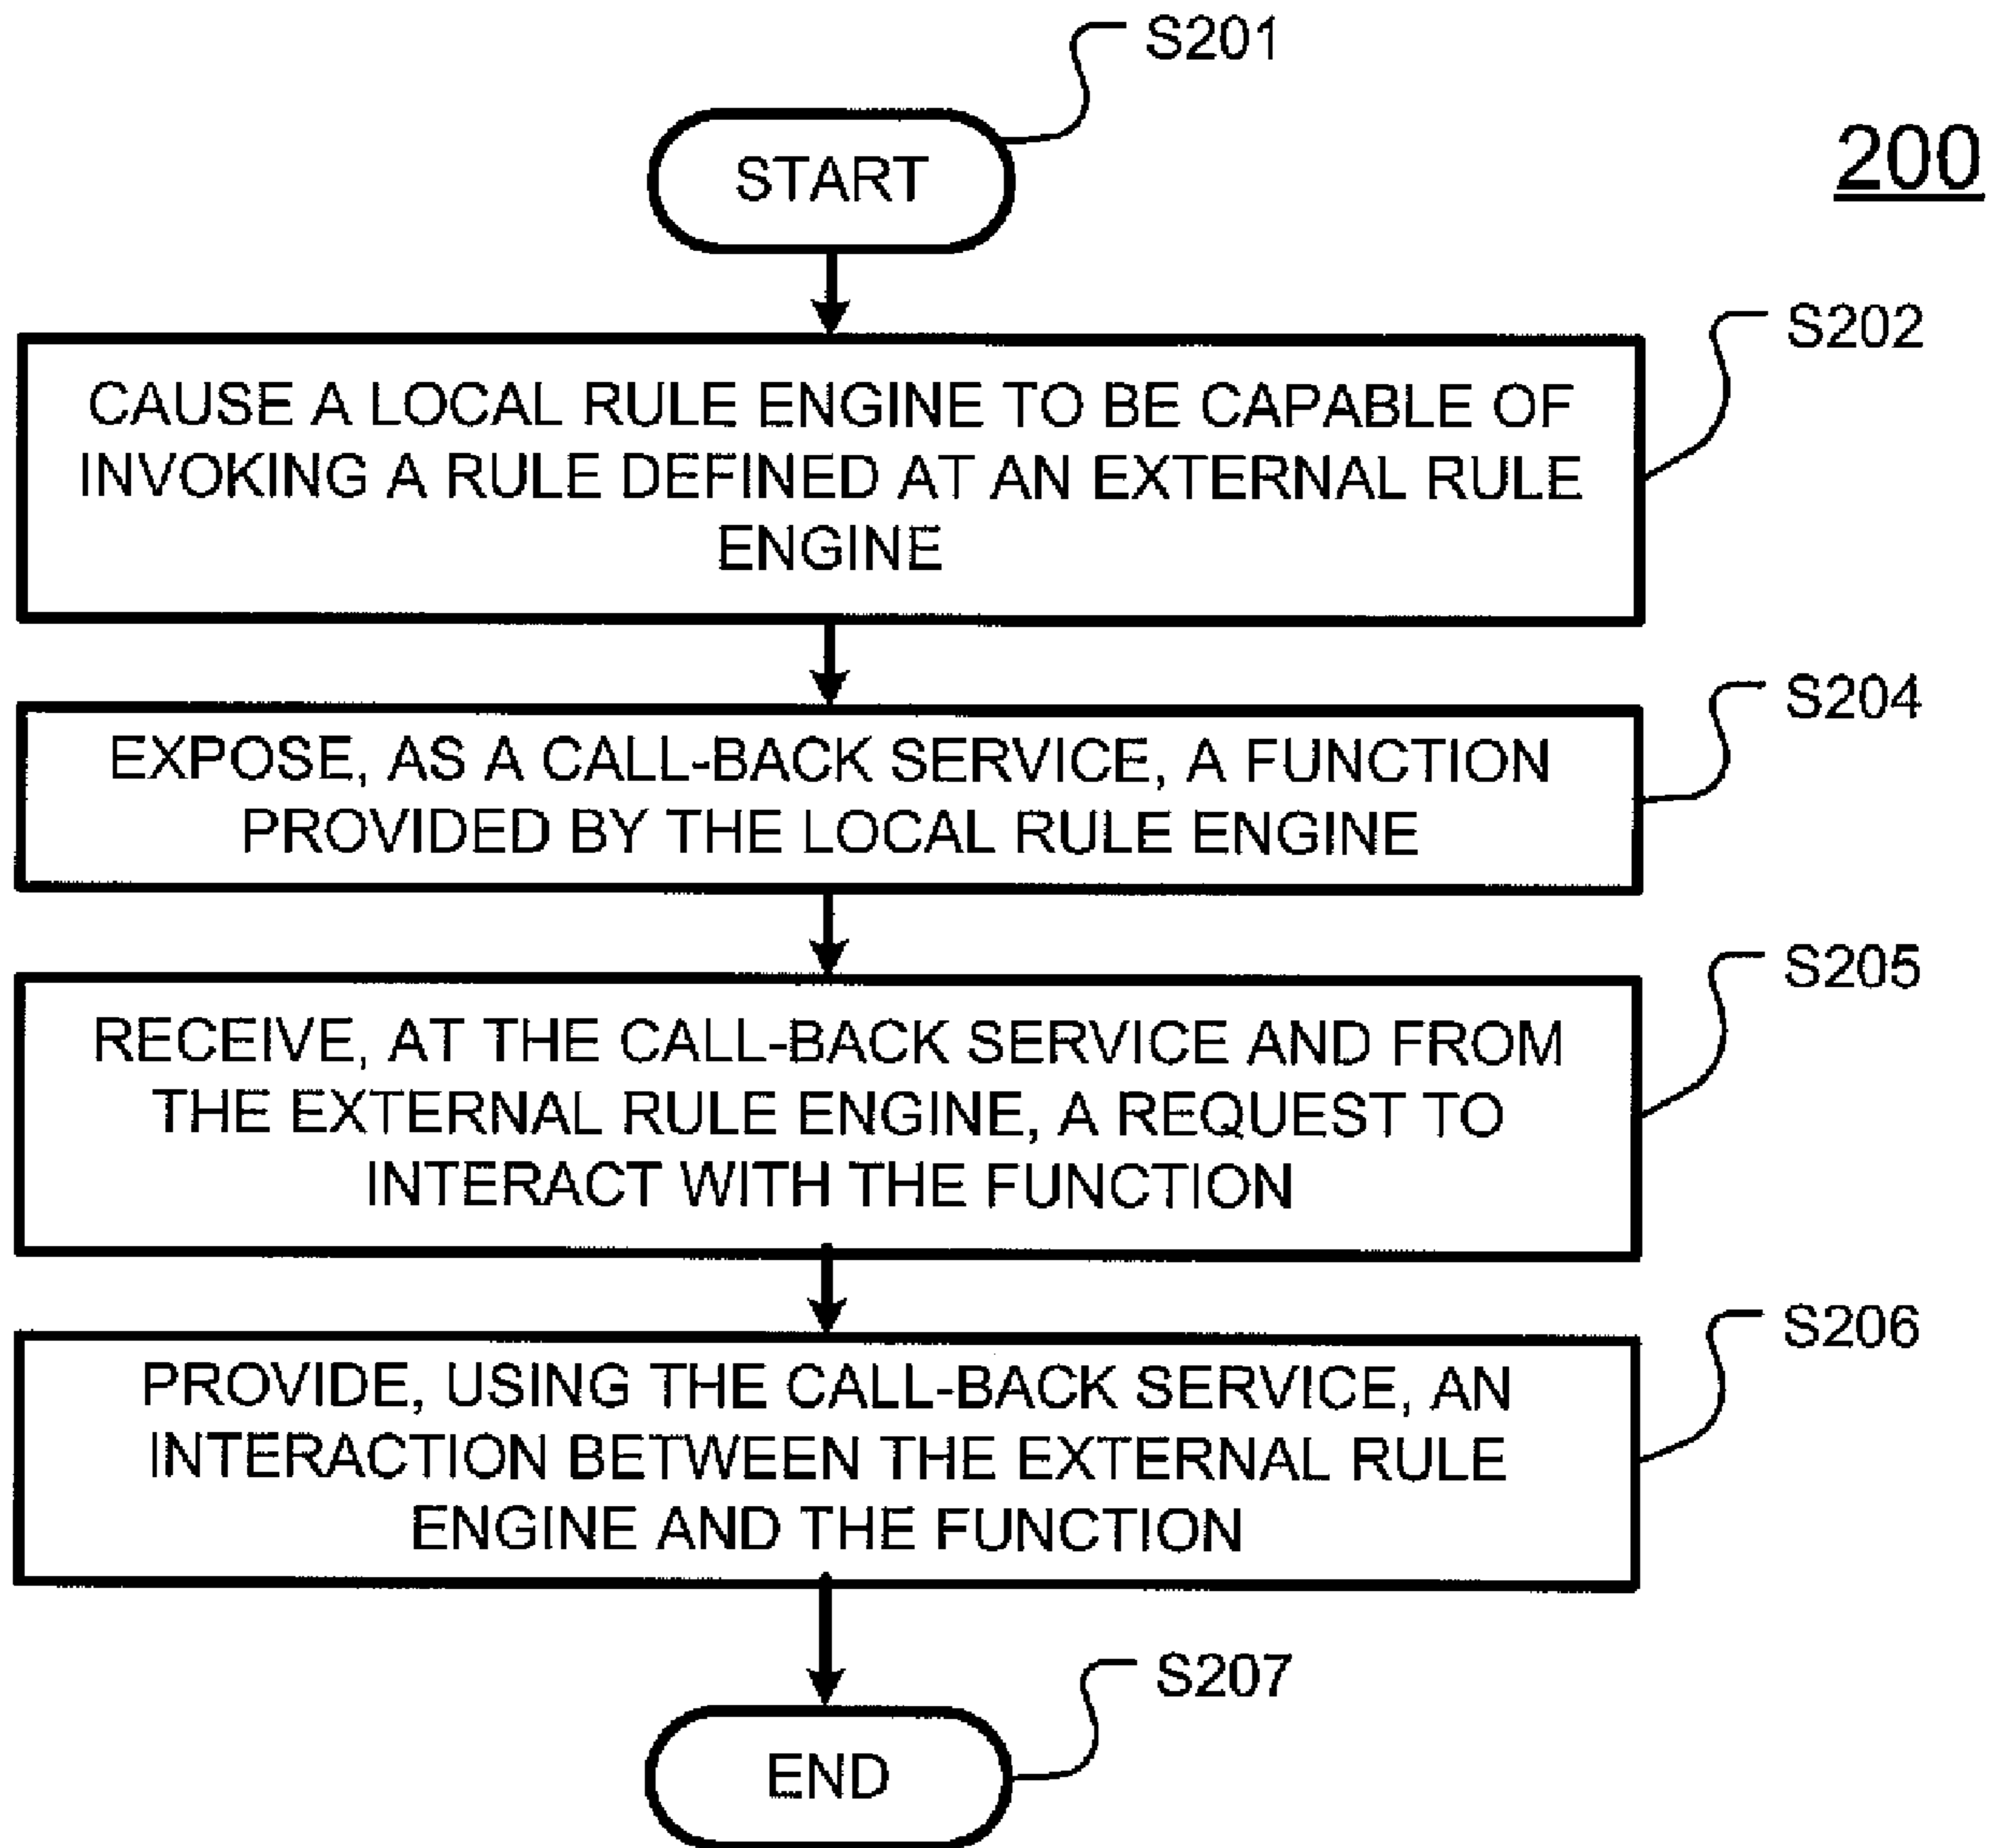 S201
START
200
S202
CAUSE A LOCAL RULE ENGINE TO BE CAPABLE OF
INVOKING A RULE DEFINED AT AN EXTERNAL RULE
ENGINE
S204
EXPOSE, AS A CALL-BACK SERVICE, A FUNCTION
PROVIDED BY THE LOCAL RULE ENGINE
S205
RECEIVE, AT THE CALL-BACK SERVICE AND FROM
THE EXTERNAL RULE ENGINE, A REQUEST TO
INTERACT WITH THE FUNCTION
S206
PROVIDE, USING THE CALL-BACK SERVICE, AN
INTERACTION BETWEEN THE EXTERNAL RULE
ENGINE AND THE FUNCTION
S207
END